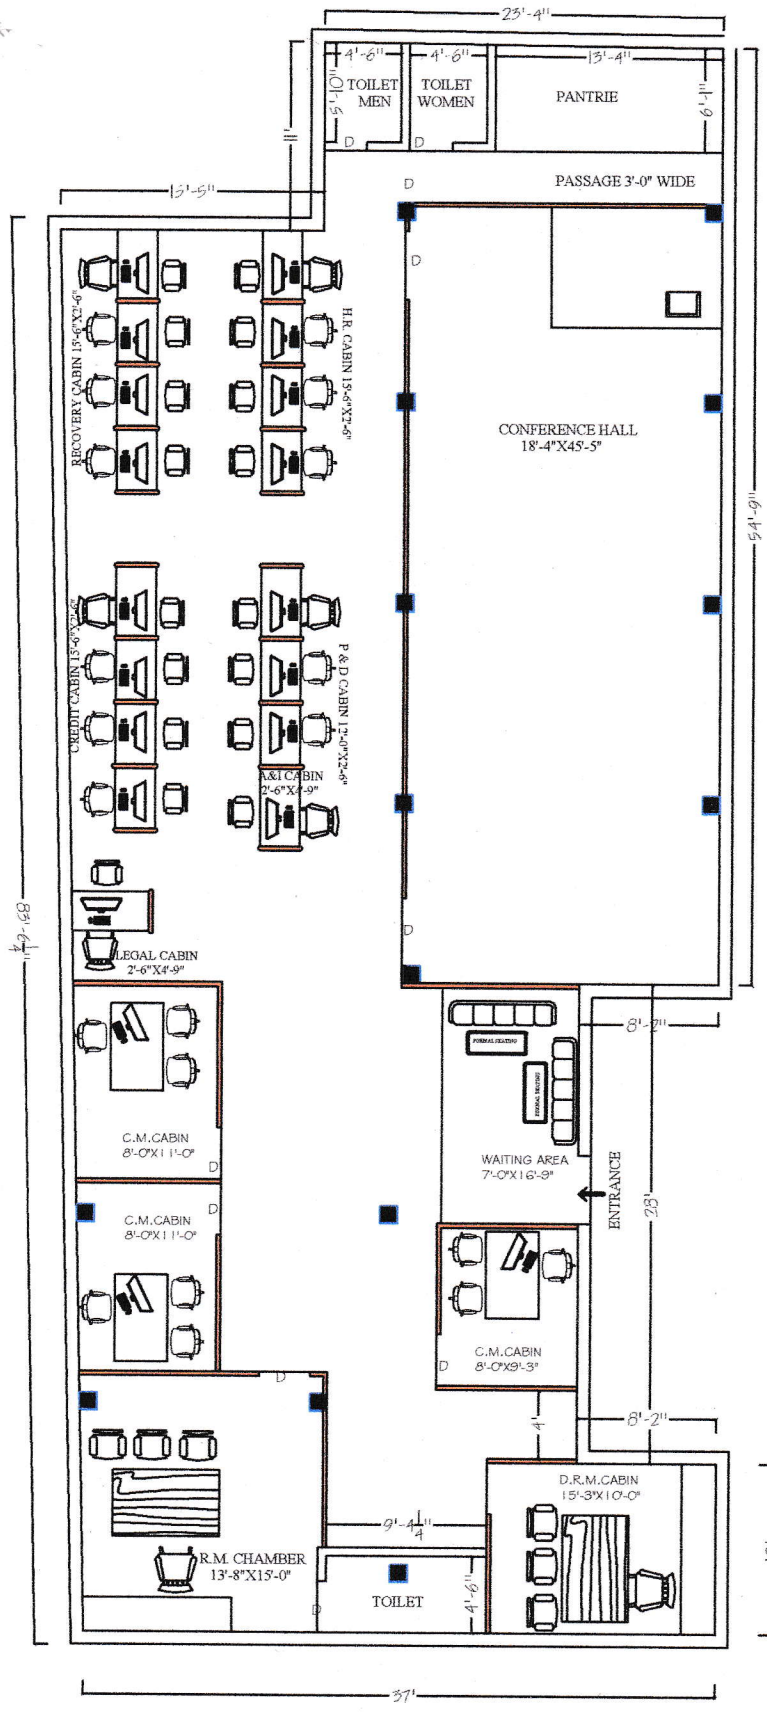 23'-4"
4'-6"
4'-6"
13'-4"
TOILET
MEN
TOILET
WOMEN
PANTRIE
5'-10"
D
D
11'
D
PASSAGE 3'-0" WIDE
15'-5"
D
RECOVERY CABIN 15'-6"X2'-6"
H.R. CABIN 15'-6"X2'-6"
CONFERENCE HALL
18'-4"X45'-5"
54'-9"
CREDIT CABIN 15'-6"X2'-6"
P & D CABIN 12'-0"X2-6"
A&I CABIN
2'-6"X4'-9"
D
LEGAL CABIN
2'-6"X4'-9"
FORMAL SEATING
FORMAL SEATING
8'-2"
C.M.CABIN
8'-0"X11'-0"
D
WAITING AREA
7'-0"X16'-9"
ENTRANCE
28'
D
C.M.CABIN
8'-0"X11'-0"
C.M.CABIN
8'-0"X9'-3"
D
D
4'
8'-2"
D.R.M.CABIN
15'-3"X10'-0"
9'-4¼"
R.M. CHAMBER
13'-8"X15'-0"
D
TOILET
4'-6"
37'